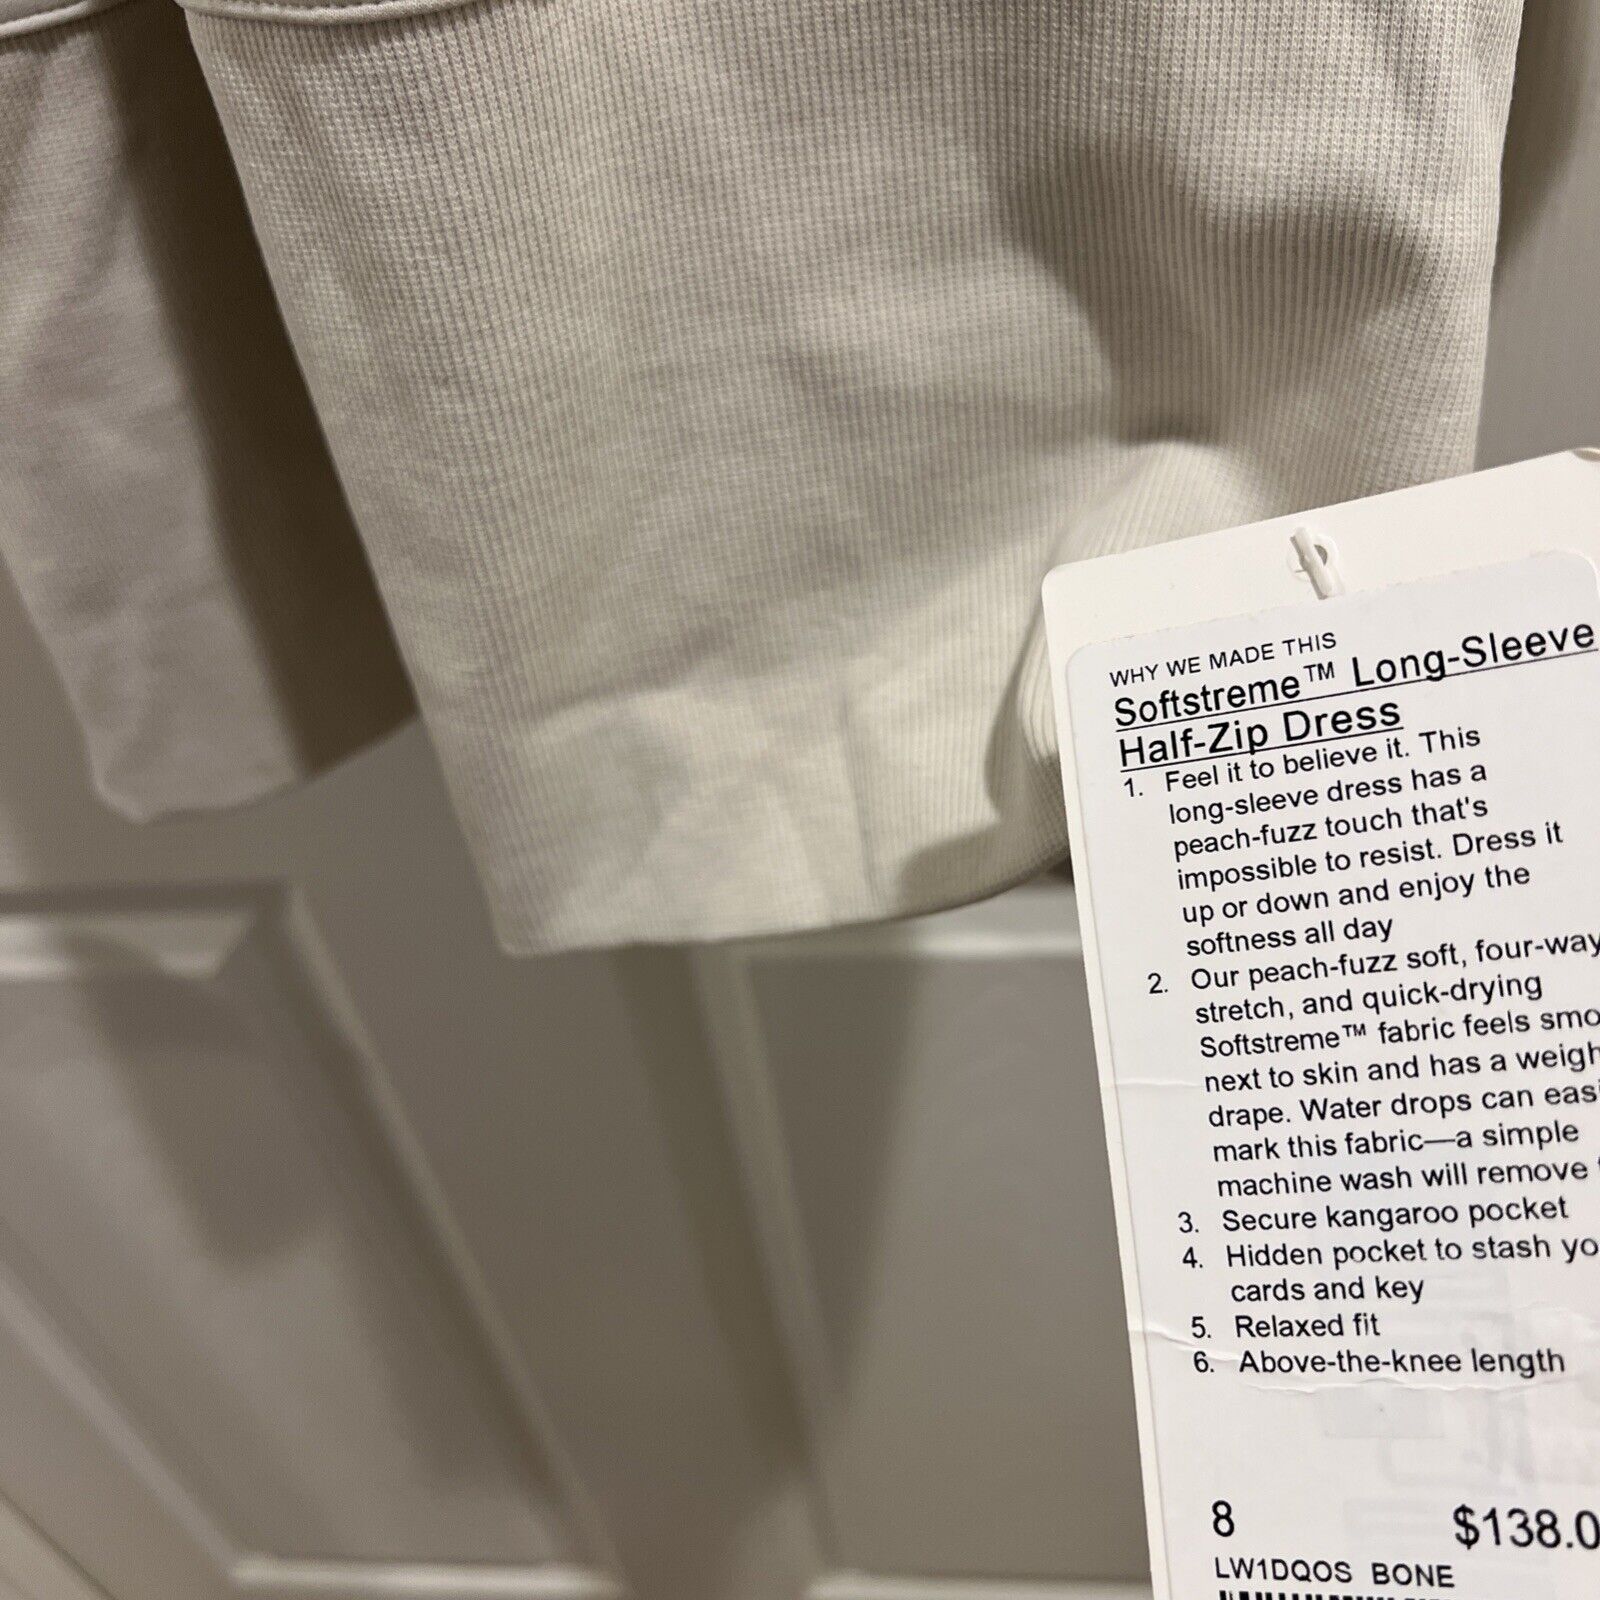 WHY WE MADE THIS
Softstreme™ Long-Sleeve
Half-Zip Dress
1. Feel it to believe it. This
long-sleeve dress has a
peach-fuzz touch that's
impossible to resist. Dress it
up or down and enjoy the
softness all day
2. Our peach-fuzz soft, four-way
stretch, and quick-drying
Softstreme™ fabric feels smo
next to skin and has a weigh
drape. Water drops can easi
mark this fabric—a simple
machine wash will remove t
3. Secure kangaroo pocket
4. Hidden pocket to stash yo
cards and key
5. Relaxed fit
6. Above-the-knee length
8 $138.0
LW1DQOS BONE